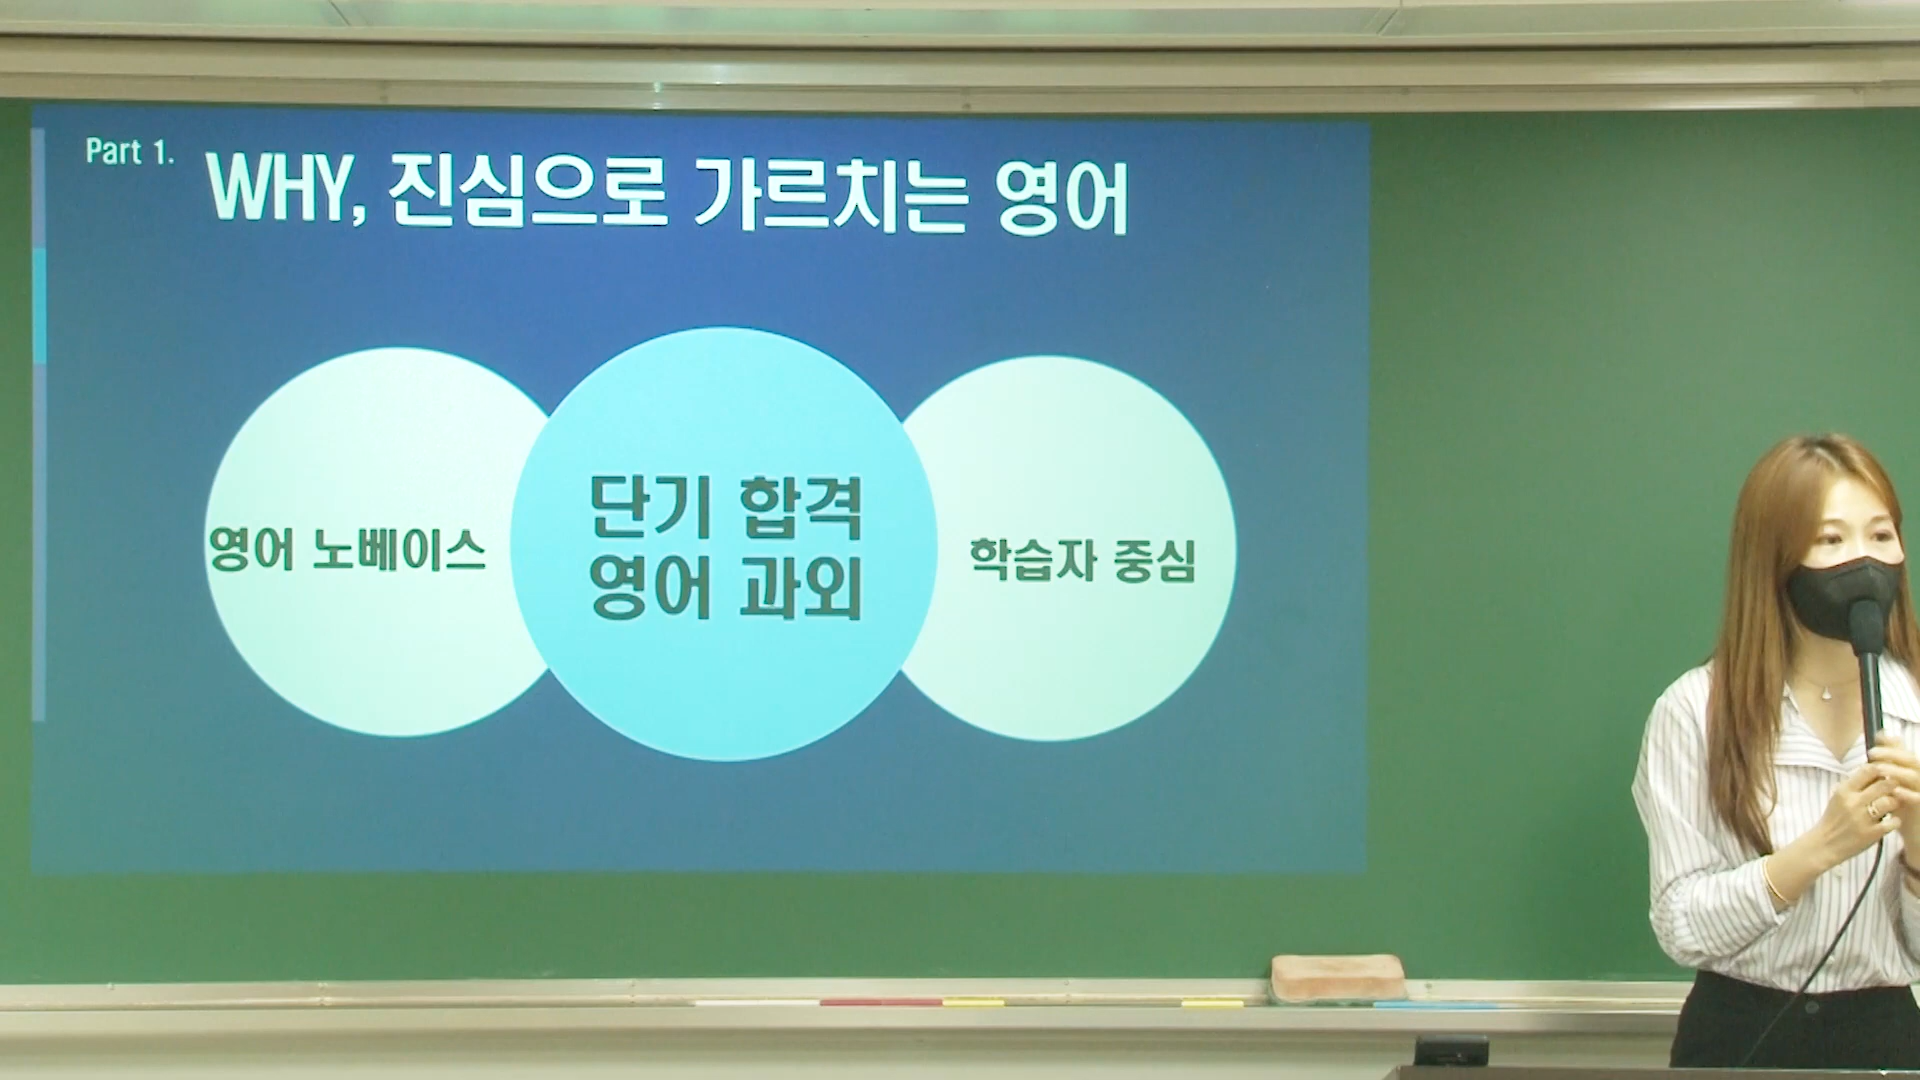 Part 1.
WHY, 진심으로 가르치는 영어
영어 노베이스
단기 합격
영어 과외
학습자 중심